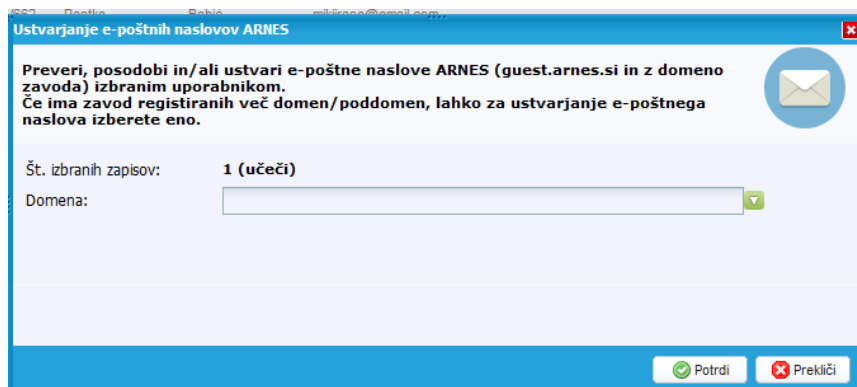 Ustvarjanje e-poštnih naslovov ARNES
Preveri, posodobi in/ali ustvari e-poštne naslove ARNES (guest.arnes.si in z domeno
zavoda) izbranim uporabnikom.
Če ima zavod registiranih več domen/poddomen, lahko za ustvarjanje e-poštnega
naslova izberete eno.
Št. izbranih zapisov: 1 (učeči)
Domena:
Potrdi Prekliči